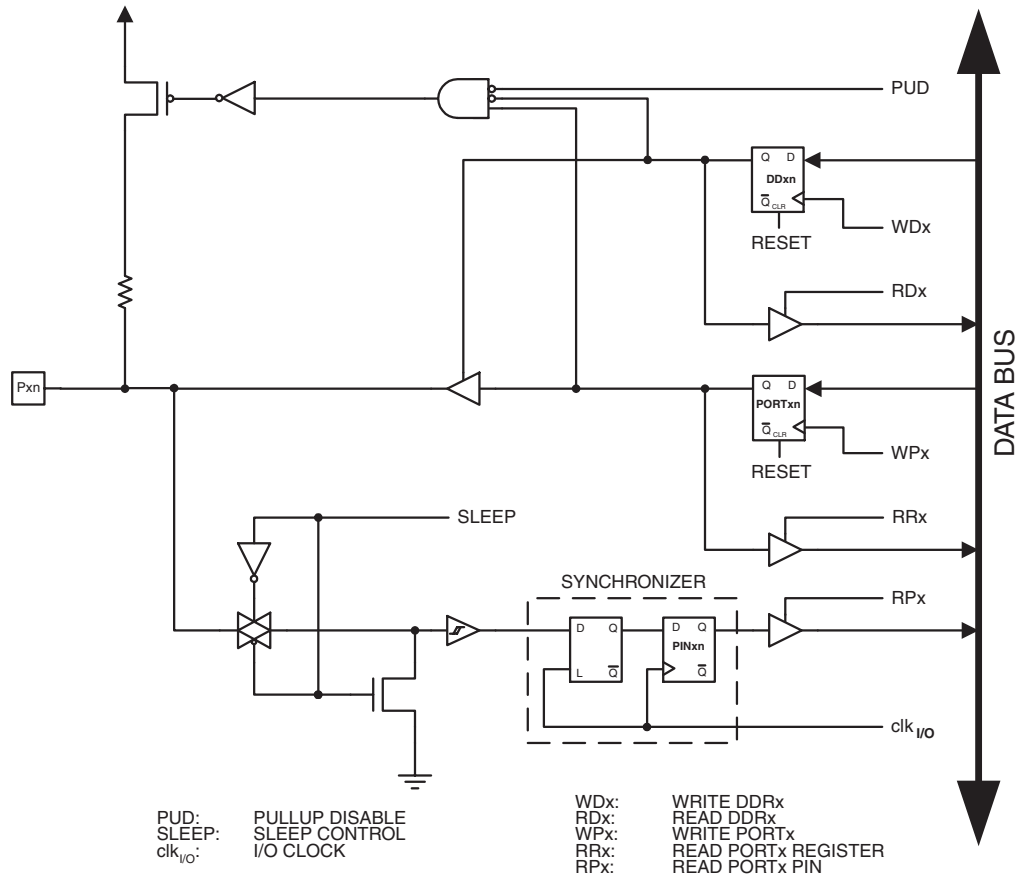 PUD
Q D
DDxn
Q CLR
WDx
RESET
RDx
Pxn
Q D
PORTxn
Q CLR
WPx
RESET
DATA BUS
SLEEP
RRx
SYNCHRONIZER
RPx
D Q
L Q
D Q
PINxn
Q
clk I/O
PUD: PULLUP DISABLE
SLEEP: SLEEP CONTROL
clkI/O: I/O CLOCK
WDx: WRITE DDRx
RDx: READ DDRx
WPx: WRITE PORTx
RRx: READ PORTx REGISTER
RPx: READ PORTx PIN